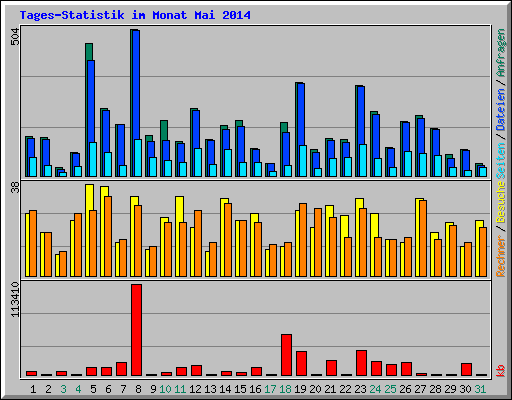 Tages-Statistik im Monat Mai 2014
504
38
113410
Rechner / Besuche Seiten / Dateien / Anfragen
kb
1 2 3 4 5 6 7 8 9 10 11 12 13 14 15 16 17 18 19 20 21 22 23 24 25 26 27 28 29 30 31